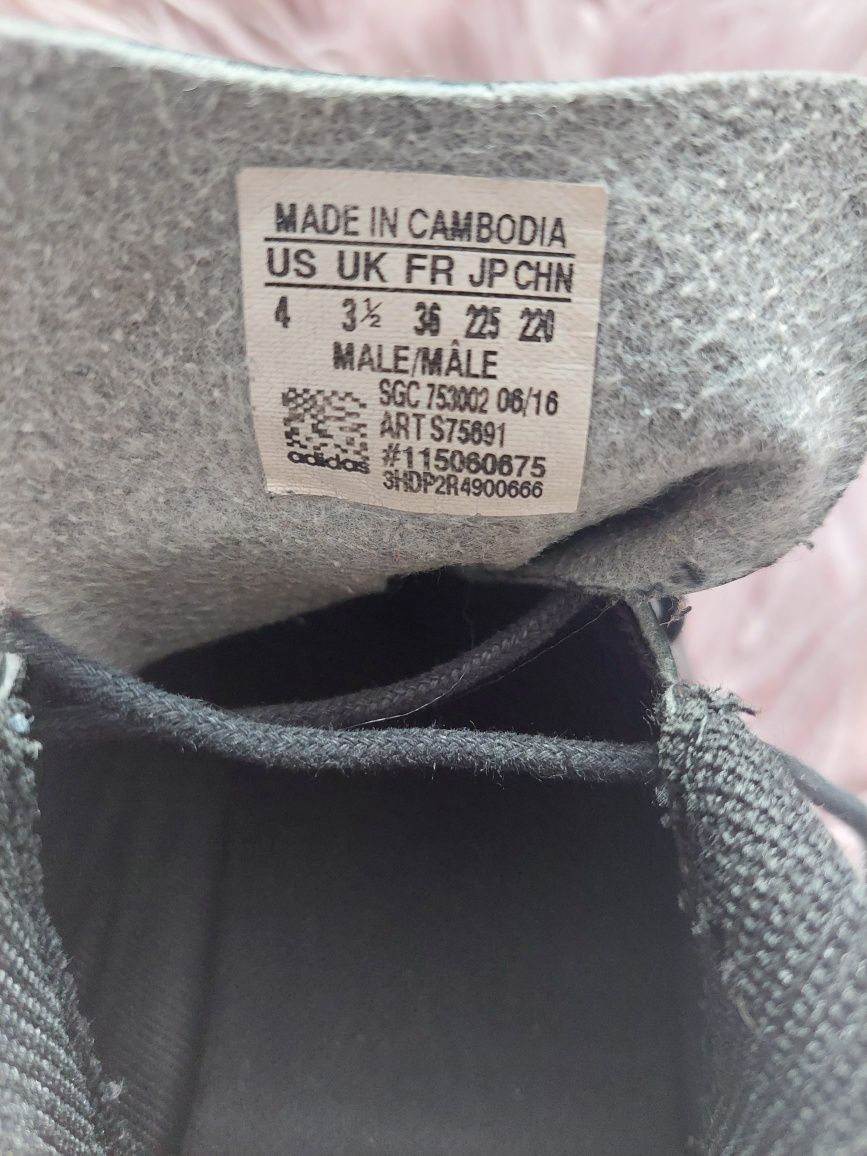 MADE IN CAMBODIA
US UK FR JP CHN
4 3½ 36 225 220
MALE/MÂLE
SGC 753002 06/16
ART S75691
#115060675
adidas
3HDP2R4900666